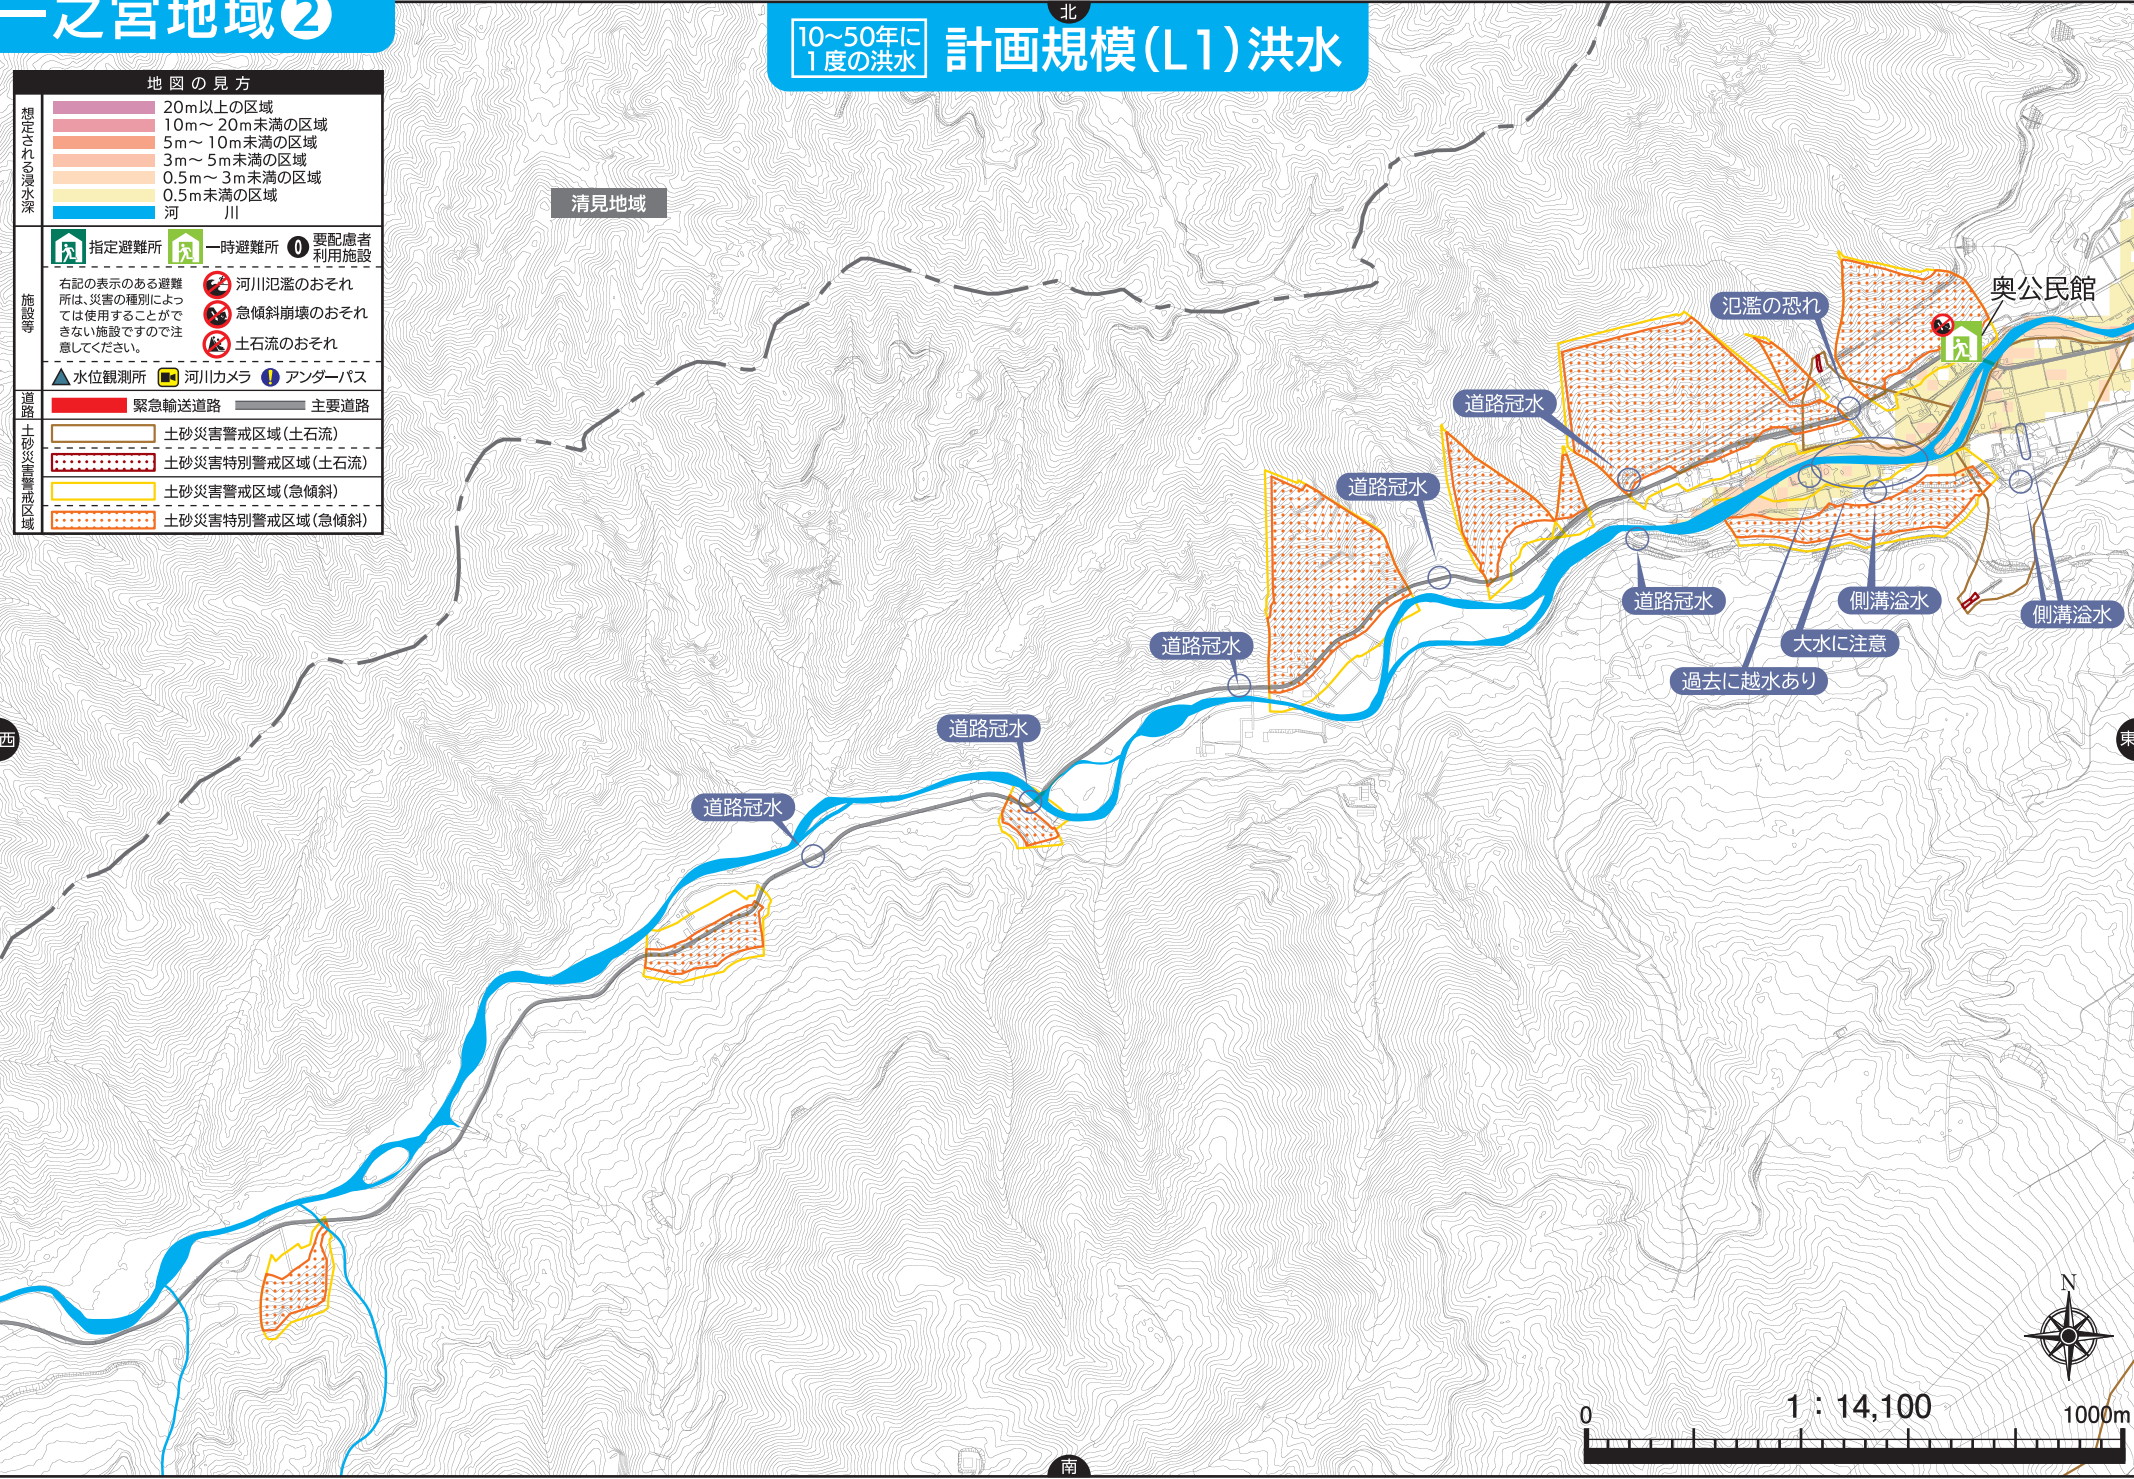 一之宮地域2
北
10~50年に
1度の洪水
計画規模(L1)洪水
地図の見方
想定される浸水深
20m以上の区域
10m~20m未満の区域
5m~10m未満の区域
3m~5m未満の区域
0.5m~3m未満の区域
0.5m未満の区域
河川
施設等
指定避難所
一時避難所
要配慮者
利用施設
右記の表示のある避難
所は、災害の種別によっ
ては使用することがで
きない施設ですので注
意してください。
河川氾濫のおそれ
急傾斜崩壊のおそれ
土石流のおそれ
水位観測所
河川カメラ
アンダーパス
道路
緊急輸送道路
主要道路
土砂災害警戒区域
土砂災害警戒区域(土石流)
土砂災害特別警戒区域(土石流)
土砂災害警戒区域(急傾斜)
土砂災害特別警戒区域(急傾斜)
清見地域
奥公民館
氾濫の恐れ
道路冠水
道路冠水
道路冠水
側溝溢水
側溝溢水
大水に注意
過去に越水あり
道路冠水
道路冠水
道路冠水
西
東
南
N
1:14,100
0
1000m